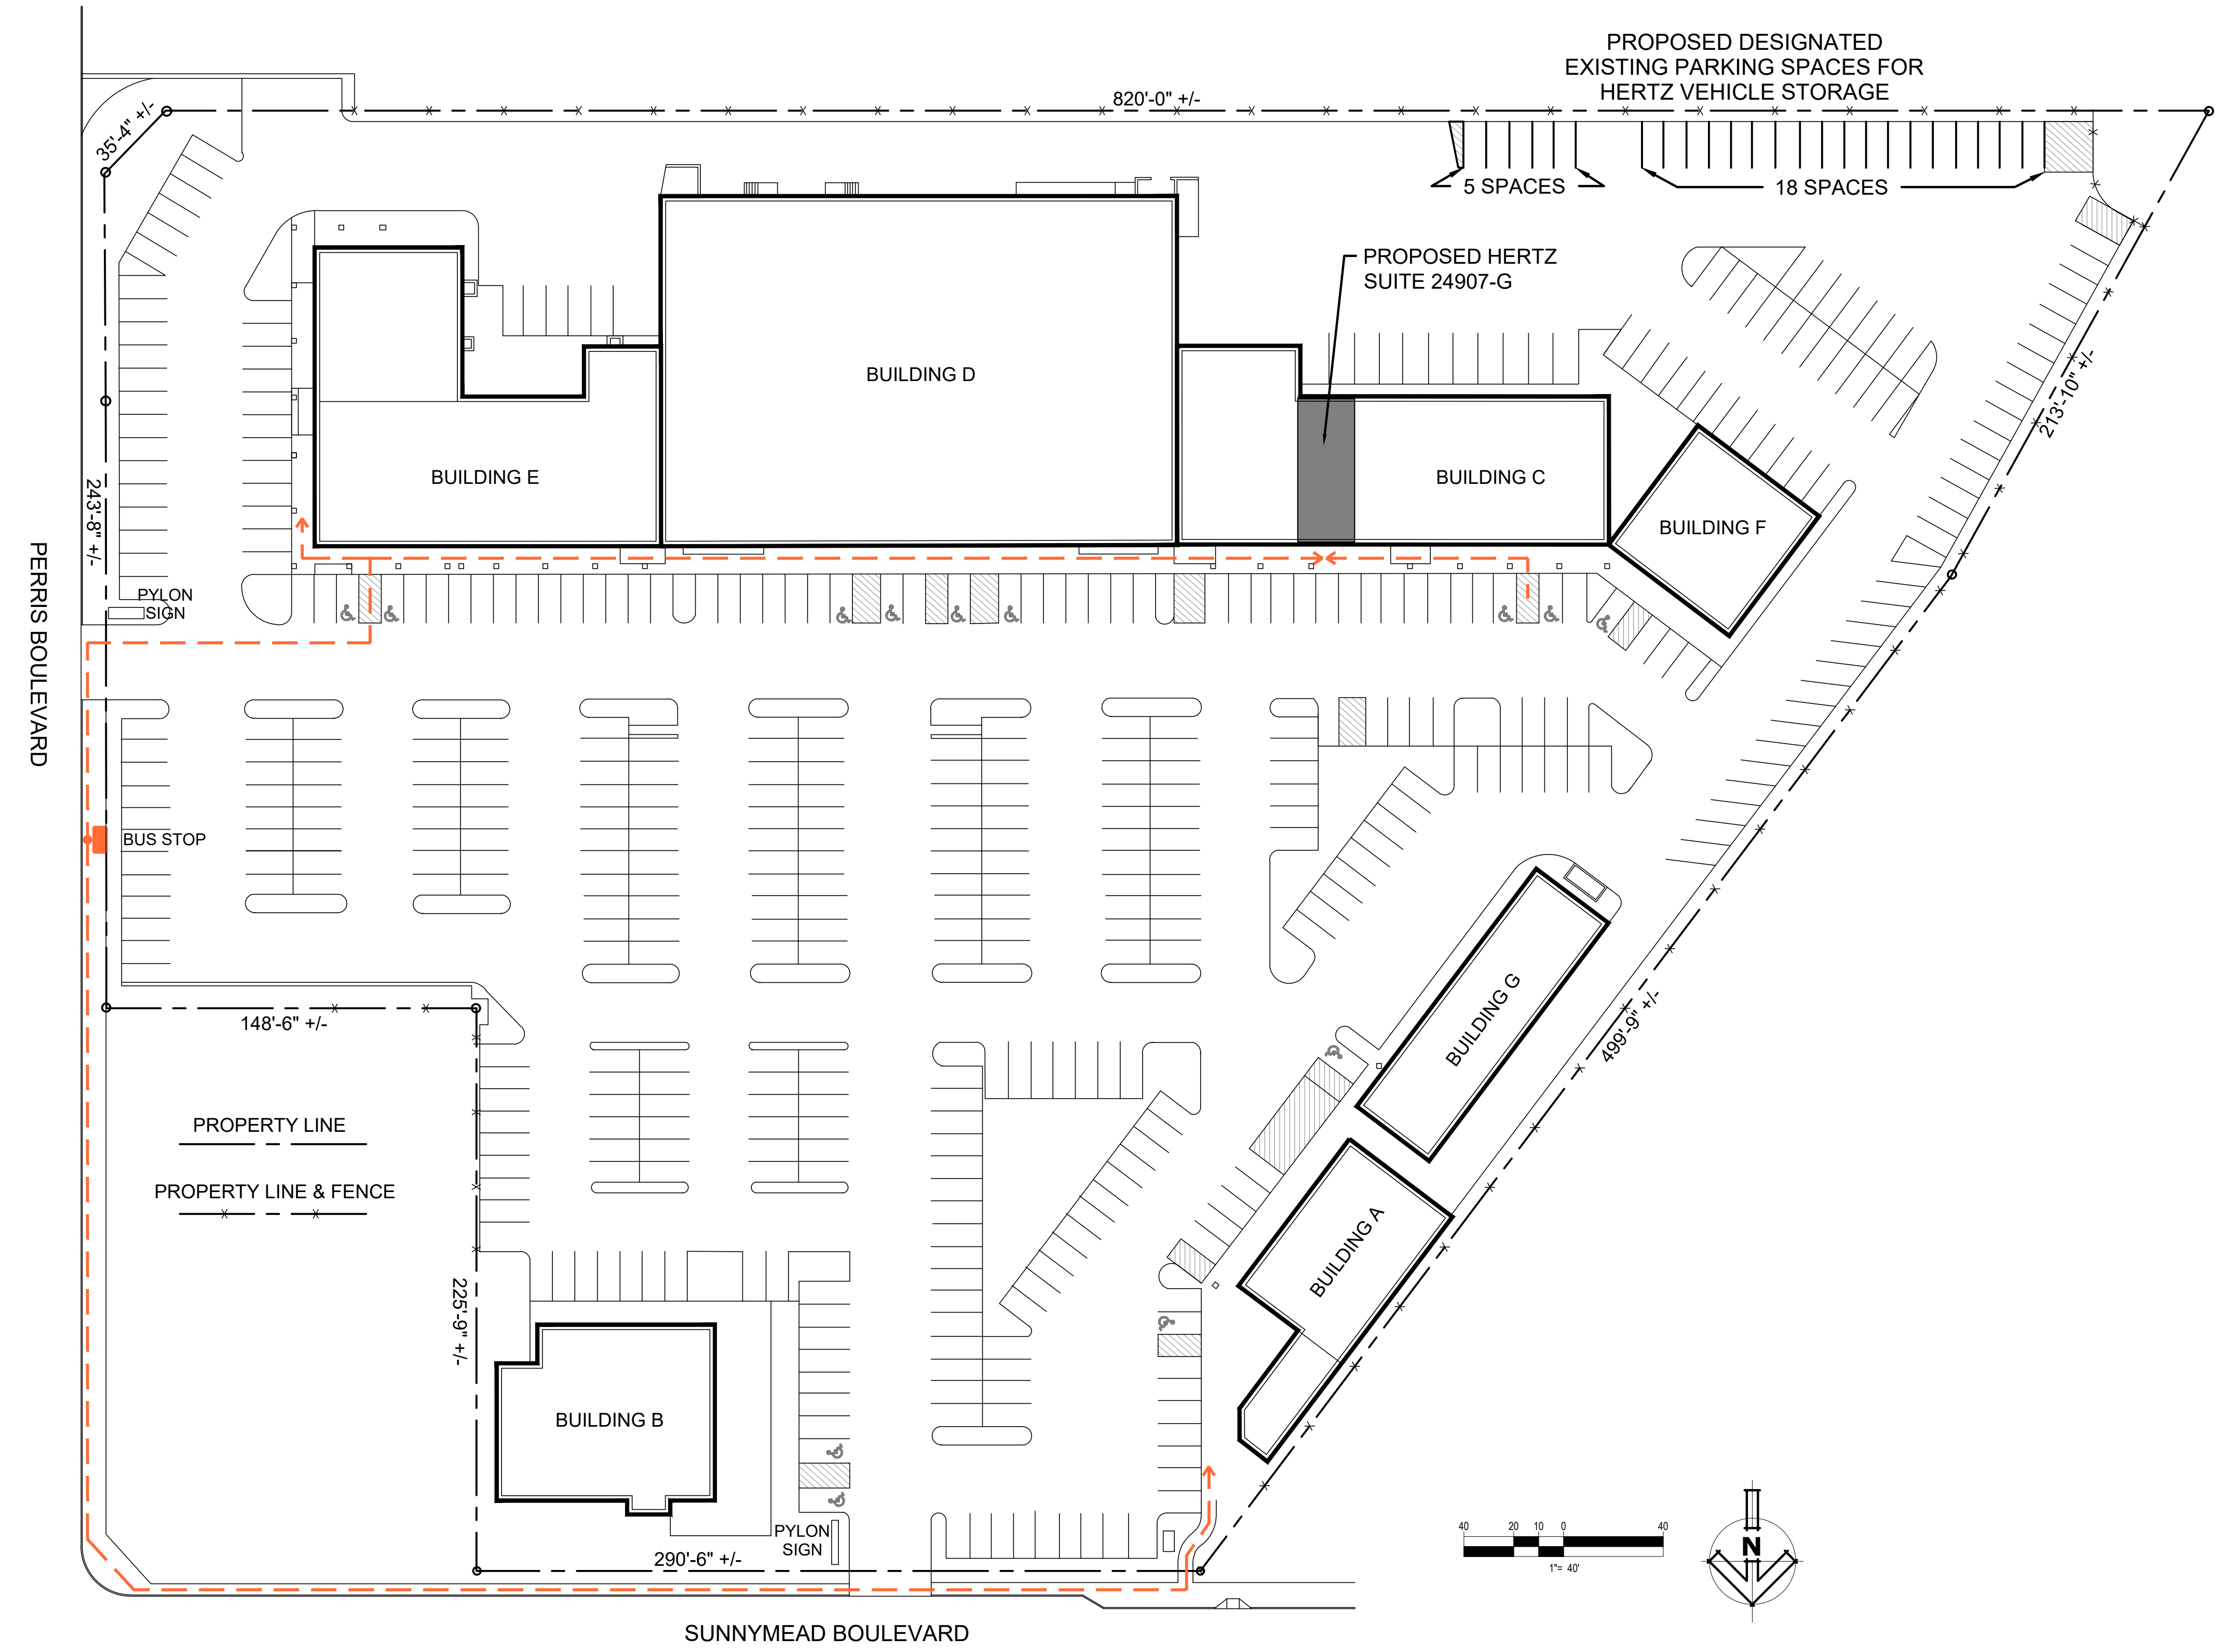 PROPOSED DESIGNATED
EXISTING PARKING SPACES FOR
HERTZ VEHICLE STORAGE
820'-0" +/-
35'-4" +/-
5 SPACES
18 SPACES
PROPOSED HERTZ
SUITE 24907-G
BUILDING D
BUILDING E
BUILDING C
BUILDING F
213'-10" +/-
243'-8" +/-
PERRIS BOULEVARD
PYLON
SIGN
BUS STOP
148'-6" +/-
BUILDING G
499'-9" +/-
PROPERTY LINE
PROPERTY LINE & FENCE
BUILDING A
225'-9" +/-
BUILDING B
PYLON
SIGN
290'-6" +/-
40 20 10 0 40
1"= 40'
N
SUNNYMEAD BOULEVARD